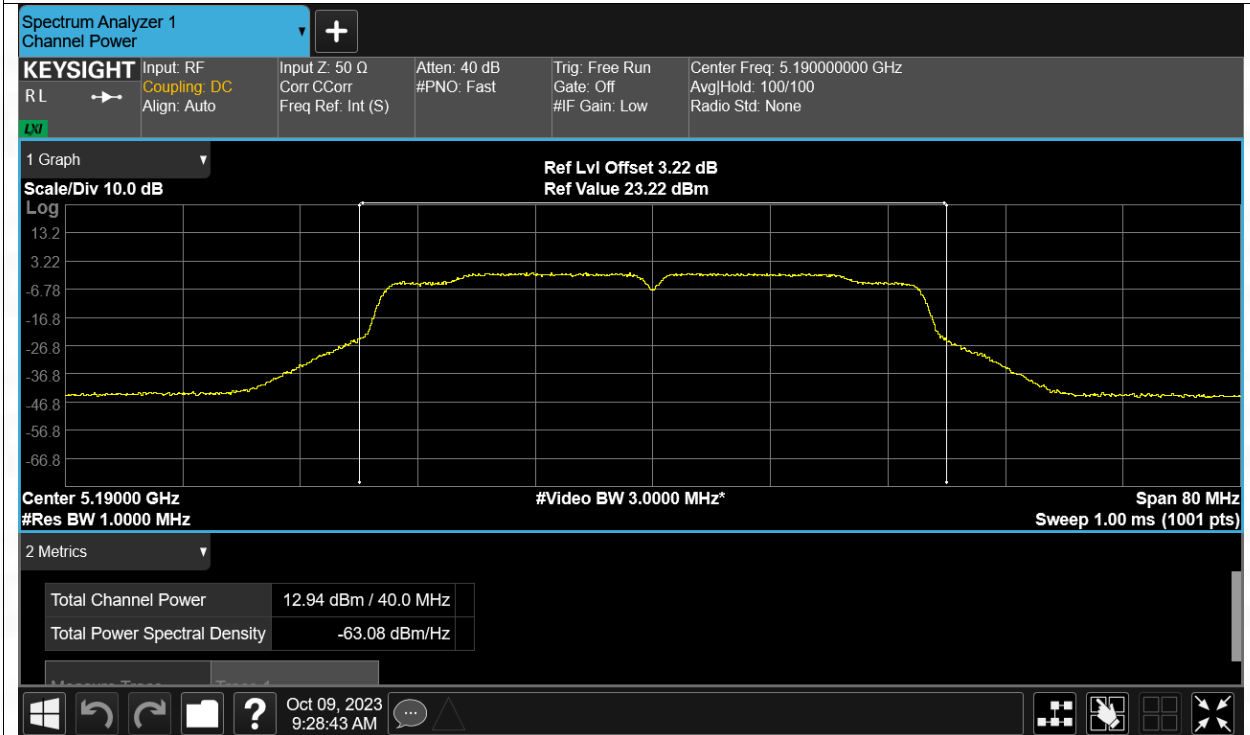 Spectrum Analyzer 1
Channel Power
KEYSIGHT
R L
LXI
Input: RF
Coupling: DC
Align: Auto
Input Z: 50 Ω
Corr CCorr
Freq Ref: Int (S)
Atten: 40 dB
#PNO: Fast
Trig: Free Run
Gate: Off
#IF Gain: Low
Center Freq: 5.190000000 GHz
Avg|Hold: 100/100
Radio Std: None
1 Graph
Scale/Div 10.0 dB
Ref Lvl Offset 3.22 dB
Ref Value 23.22 dBm
Log
13.2
3.22
-6.78
-16.8
-26.8
-36.8
-46.8
-56.8
-66.8
Center 5.19000 GHz
#Res BW 1.0000 MHz
#Video BW 3.0000 MHz*
Span 80 MHz
Sweep 1.00 ms (1001 pts)
2 Metrics
Total Channel Power 12.94 dBm / 40.0 MHz
Total Power Spectral Density -63.08 dBm/Hz
?
Oct 09, 2023
9:28:43 AM